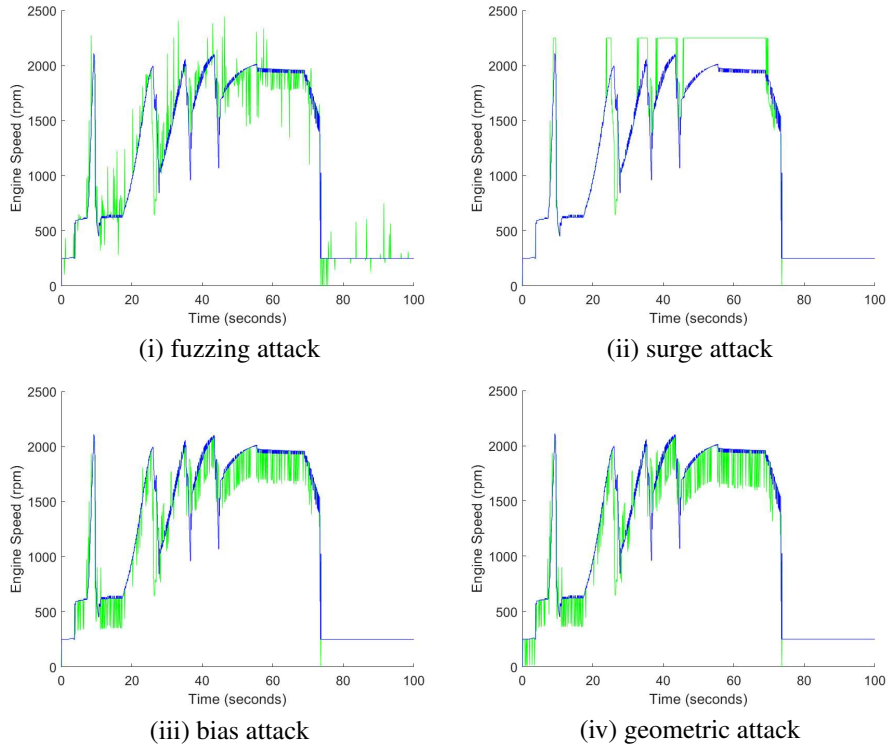 2500
2000
1500
1000
500
0
Engine Speed (rpm)
0 20 40 60 80 100
Time (seconds)
(i) fuzzing attack
2500
2000
1500
1000
500
0
Engine Speed (rpm)
0 20 40 60 80 100
Time (seconds)
(ii) surge attack
2500
2000
1500
1000
500
0
Engine Speed (rpm)
0 20 40 60 80 100
Time (seconds)
(iii) bias attack
2500
2000
1500
1000
500
0
Engine Speed (rpm)
0 20 40 60 80 100
Time (seconds)
(iv) geometric attack